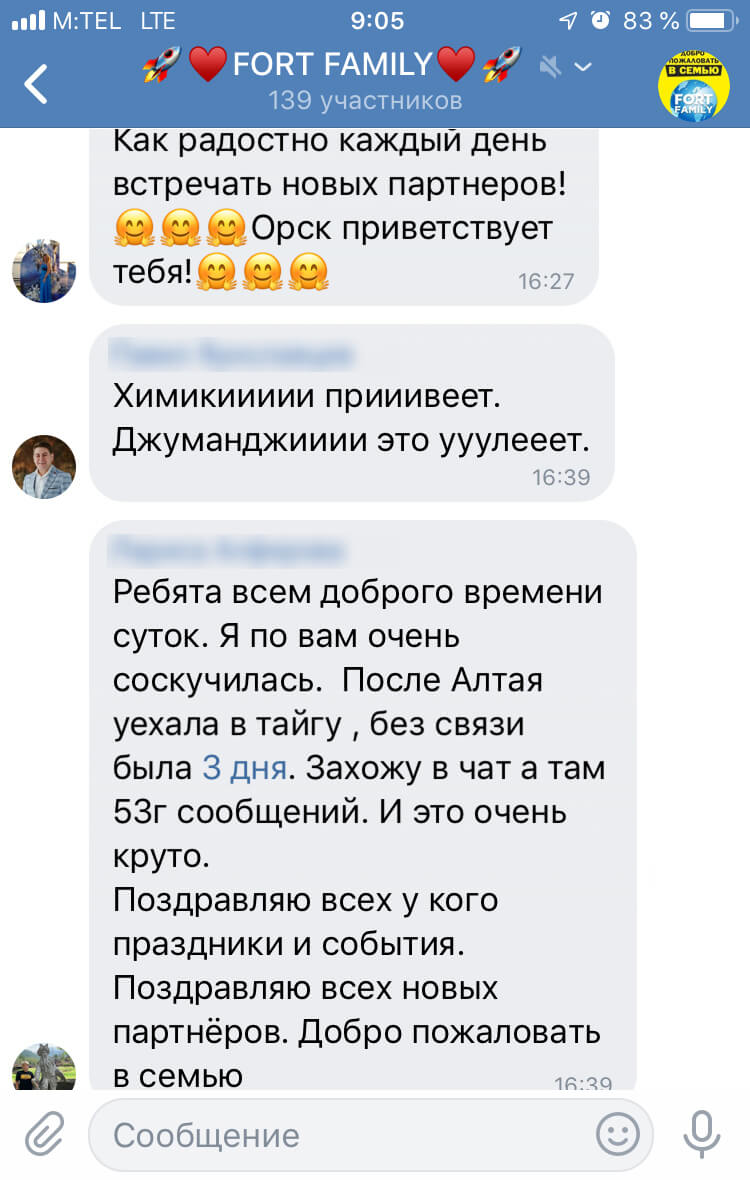 M:TEL LTE 9:05 83 %
FORT FAMILY
139 участников
ДОБРО
ПОЖАЛОВАТЬ
В СЕМЬЮ
FORT
FAMILY
Как радостно каждый день
встречать новых партнеров!
🤗🤗🤗Орск приветствует
тебя!🤗🤗🤗
16:27
Химикиииии прииивеет.
Джуманджииии это ууулееет.
16:39
Ребята всем доброго времени
суток. Я по вам очень
соскучилась. После Алтая
уехала в тайгу , без связи
была 3 дня. Захожу в чат а там
53г сообщений. И это очень
круто.
Поздравляю всех у кого
праздники и события.
Поздравляю всех новых
партнёров. Добро пожаловать
в семью
16:39
Сообщение